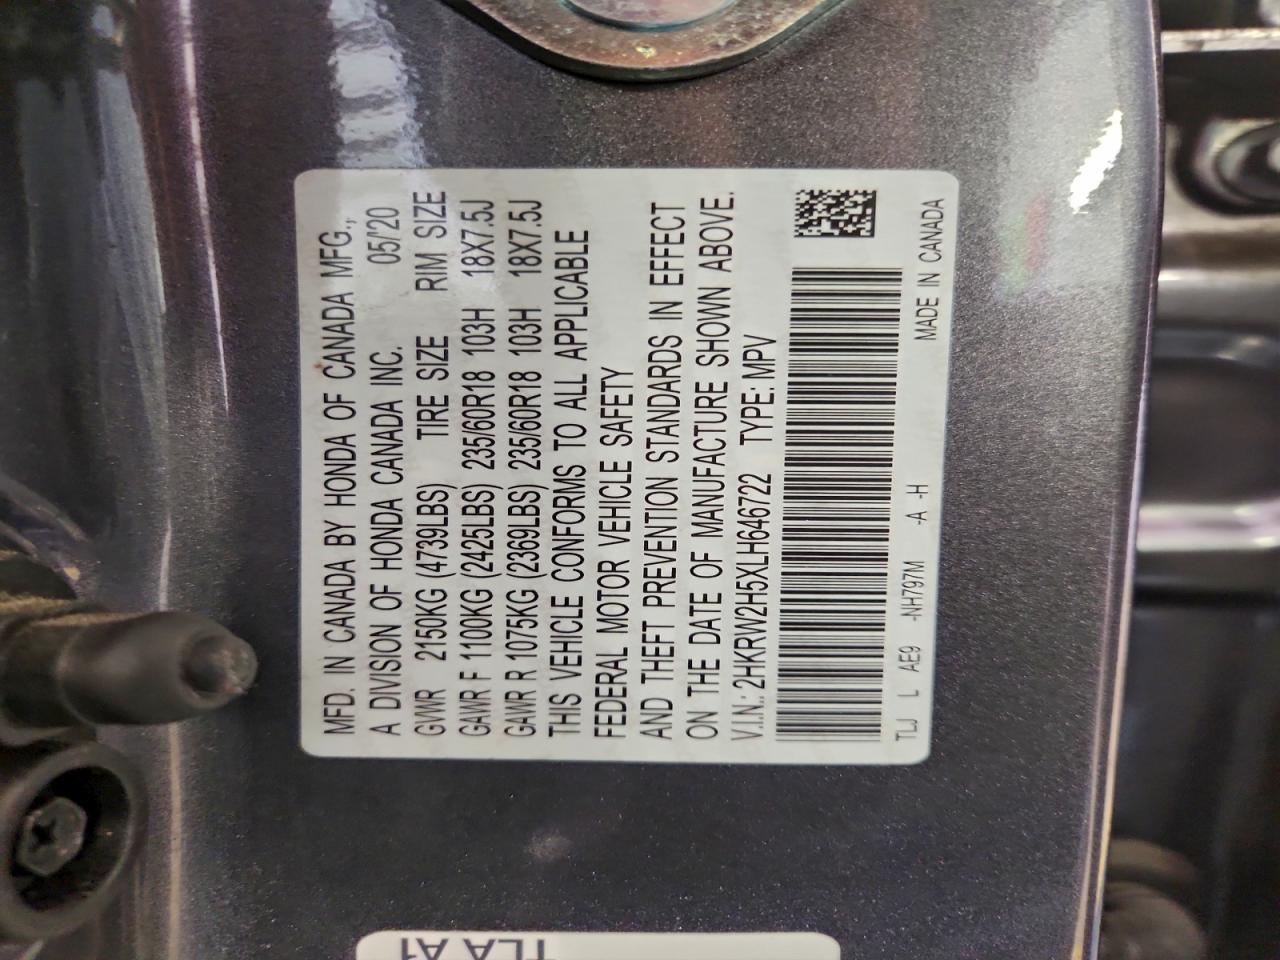 MFD. IN CANADA BY HONDA OF CANADA MFG.,
A DIVISION OF HONDA CANADA INC. 05/20
GVWR 2150KG (4739LBS) TIRE SIZE RIM SIZE
GAWR F 1100KG (2425LBS) 235/60R18 103H 18X7.5J
GAWR R 1075KG (2369LBS) 235/60R18 103H 18X7.5J
THIS VEHICLE CONFORMS TO ALL APPLICABLE
FEDERAL MOTOR VEHICLE SAFETY
AND THEFT PREVENTION STANDARDS IN EFFECT
ON THE DATE OF MANUFACTURE SHOWN ABOVE.
V.I.N.: 2HKRW2H5XLH646722 TYPE: MPV
TLJ L AE9 -NH797M -A -H
MADE IN CANADA
TLA A1